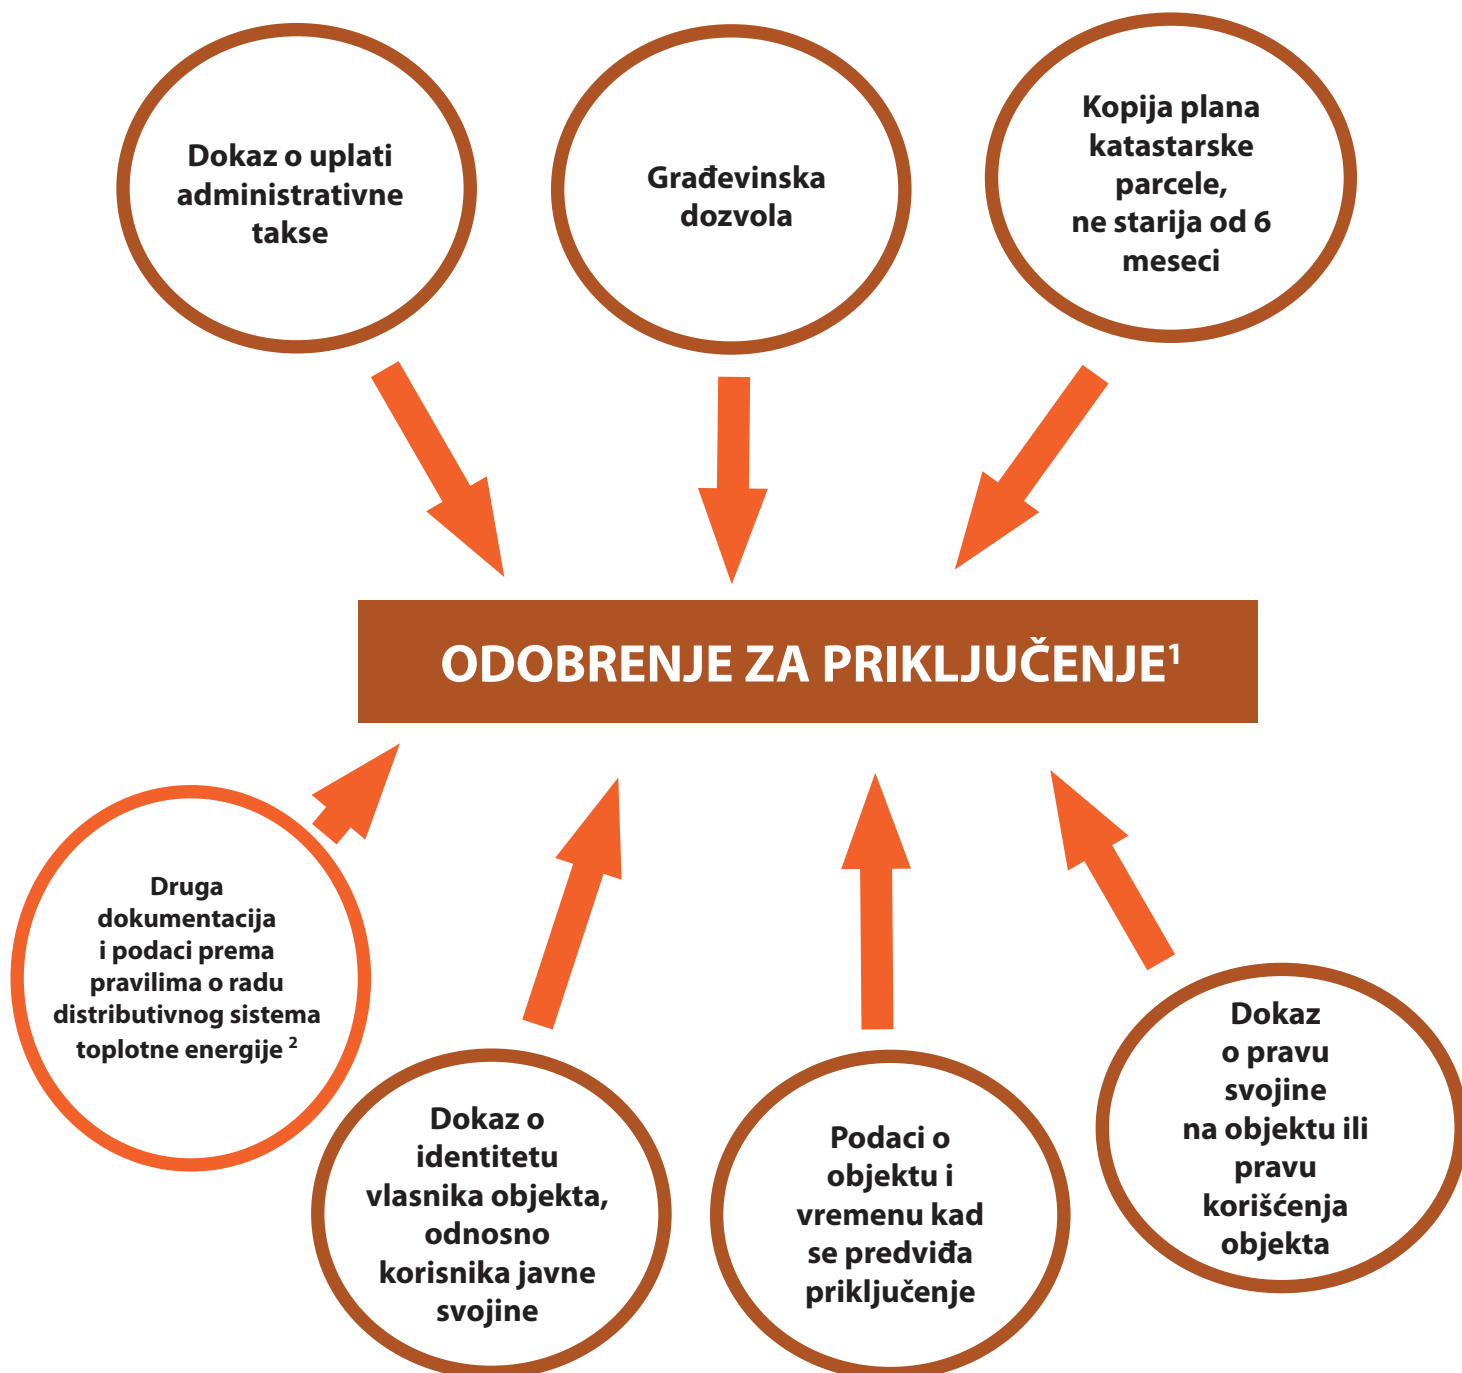 Dokaz o uplati
administrativne
takse
Građevinska
dozvola
Kopija plana
katastarske
parcele,
ne starija od 6
meseci
ODOBRENJE ZA PRIKLJUČENJE¹
Druga
dokumentacija
i podaci prema
pravilima o radu
distributivnog sistema
toplotne energije ²
Dokaz o
identitetu
vlasnika objekta,
odnosno
korisnika javne
svojine
Podaci o
objektu i
vremenu kad
se predviđa
priključenje
Dokaz
o pravu
svojine
na objektu ili
pravu
korišćenja
objekta